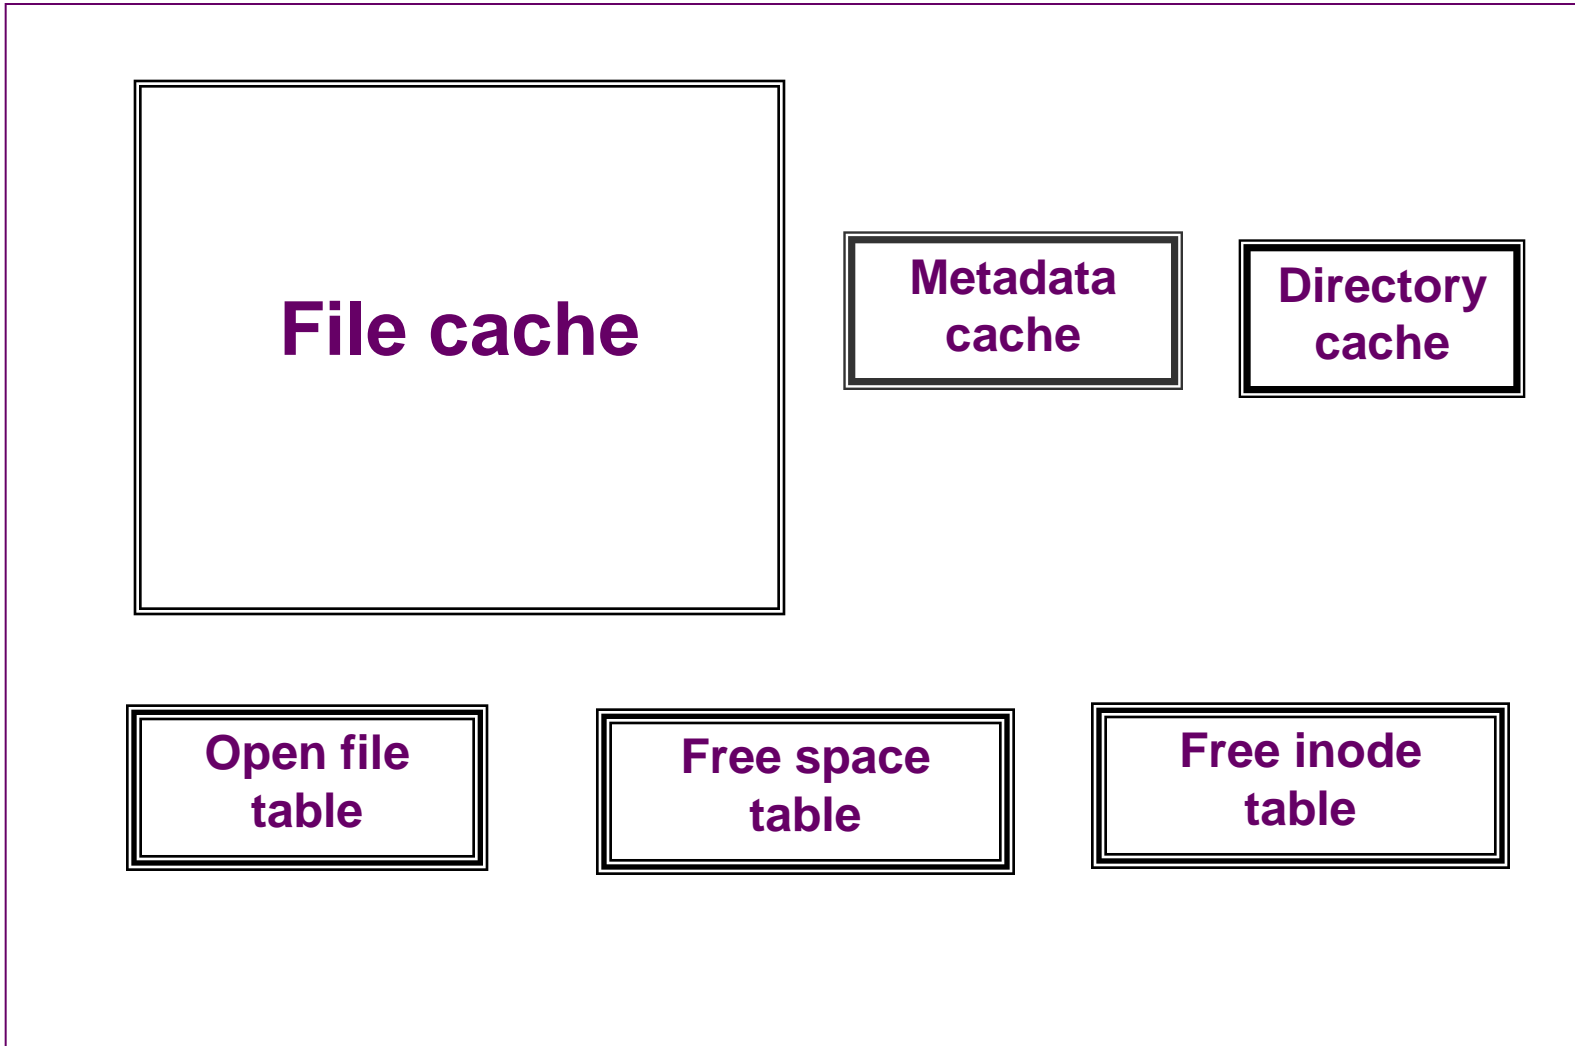 File cache
Metadata
cache
Directory
cache
Open file
table
Free space
table
Free inode
table